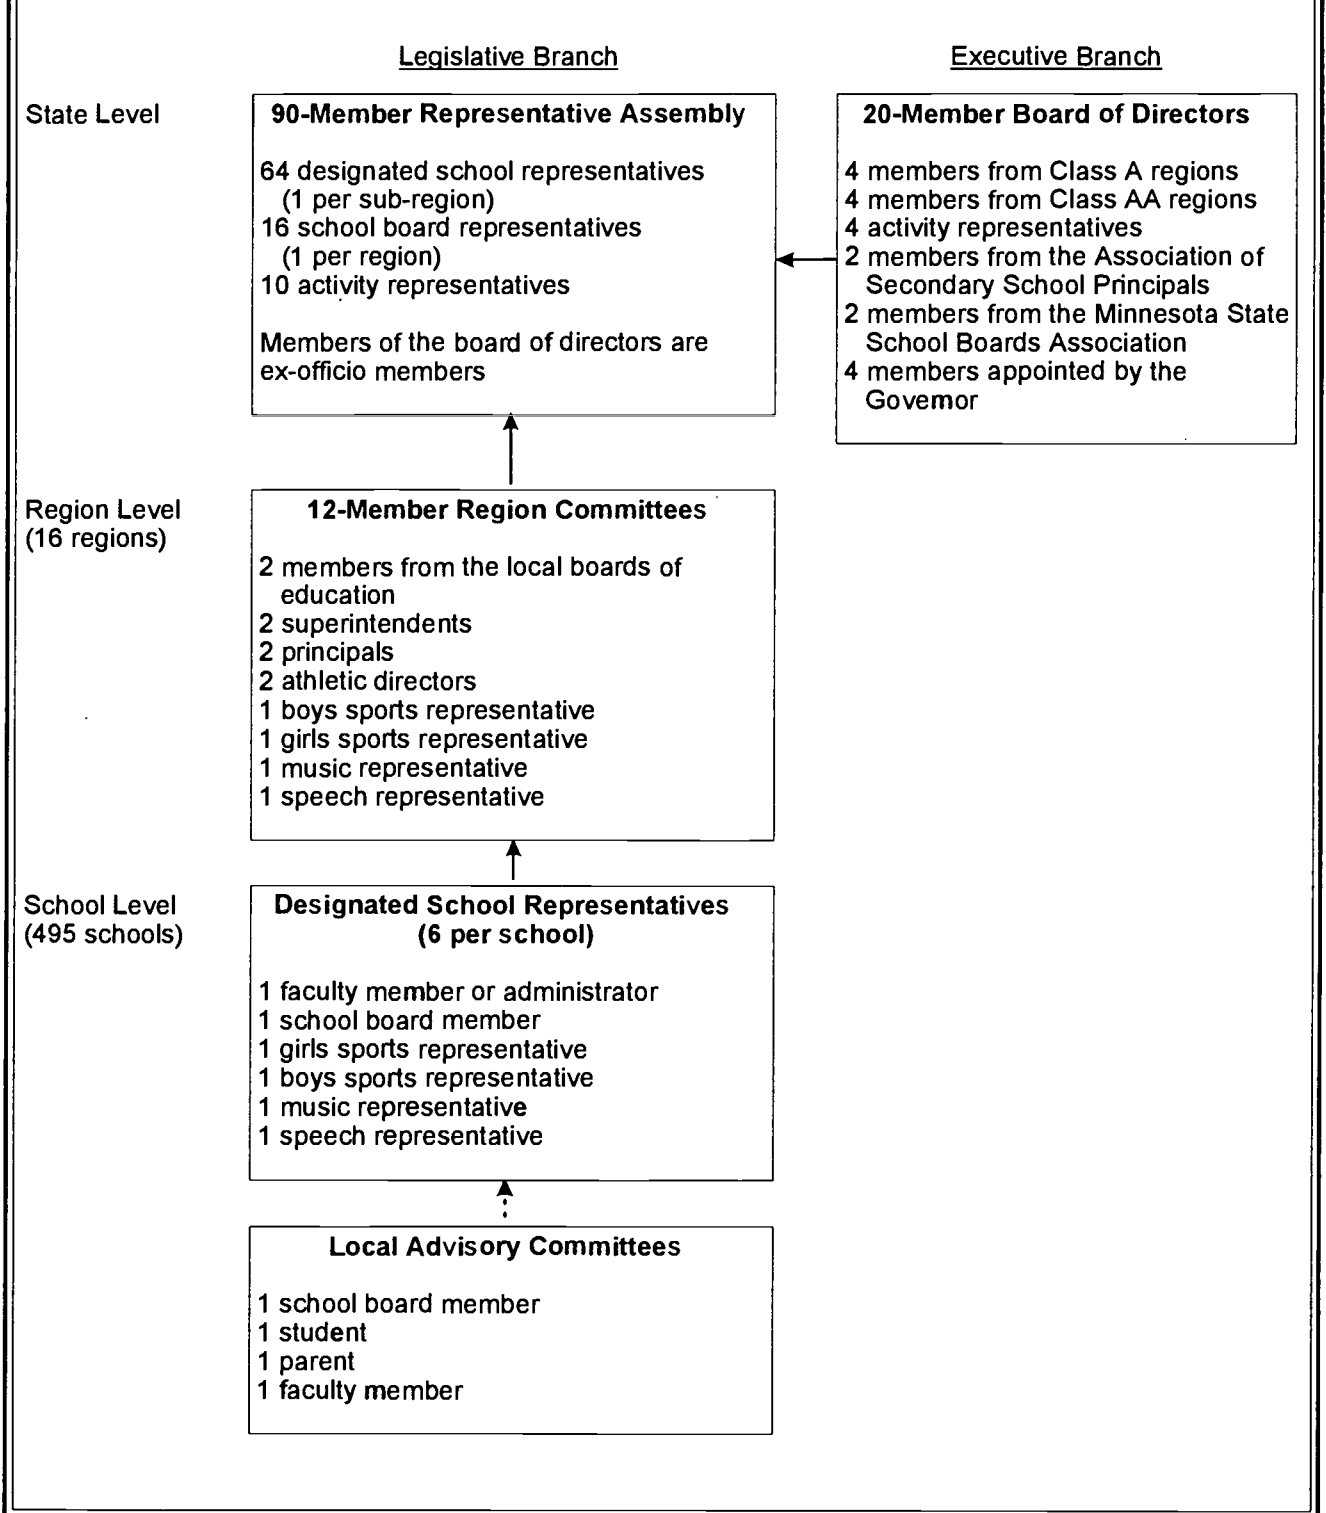 Legislative Branch
Executive Branch
State Level
90-Member Representative Assembly
64 designated school representatives
(1 per sub-region)
16 school board representatives
(1 per region)
10 activity representatives
Members of the board of directors are
ex-officio members
20-Member Board of Directors
4 members from Class A regions
4 members from Class AA regions
4 activity representatives
2 members from the Association of
Secondary School Principals
2 members from the Minnesota State
School Boards Association
4 members appointed by the
Governor
Region Level
(16 regions)
12-Member Region Committees
2 members from the local boards of
education
2 superintendents
2 principals
2 athletic directors
1 boys sports representative
1 girls sports representative
1 music representative
1 speech representative
School Level
(495 schools)
Designated School Representatives
(6 per school)
1 faculty member or administrator
1 school board member
1 girls sports representative
1 boys sports representative
1 music representative
1 speech representative
Local Advisory Committees
1 school board member
1 student
1 parent
1 faculty member